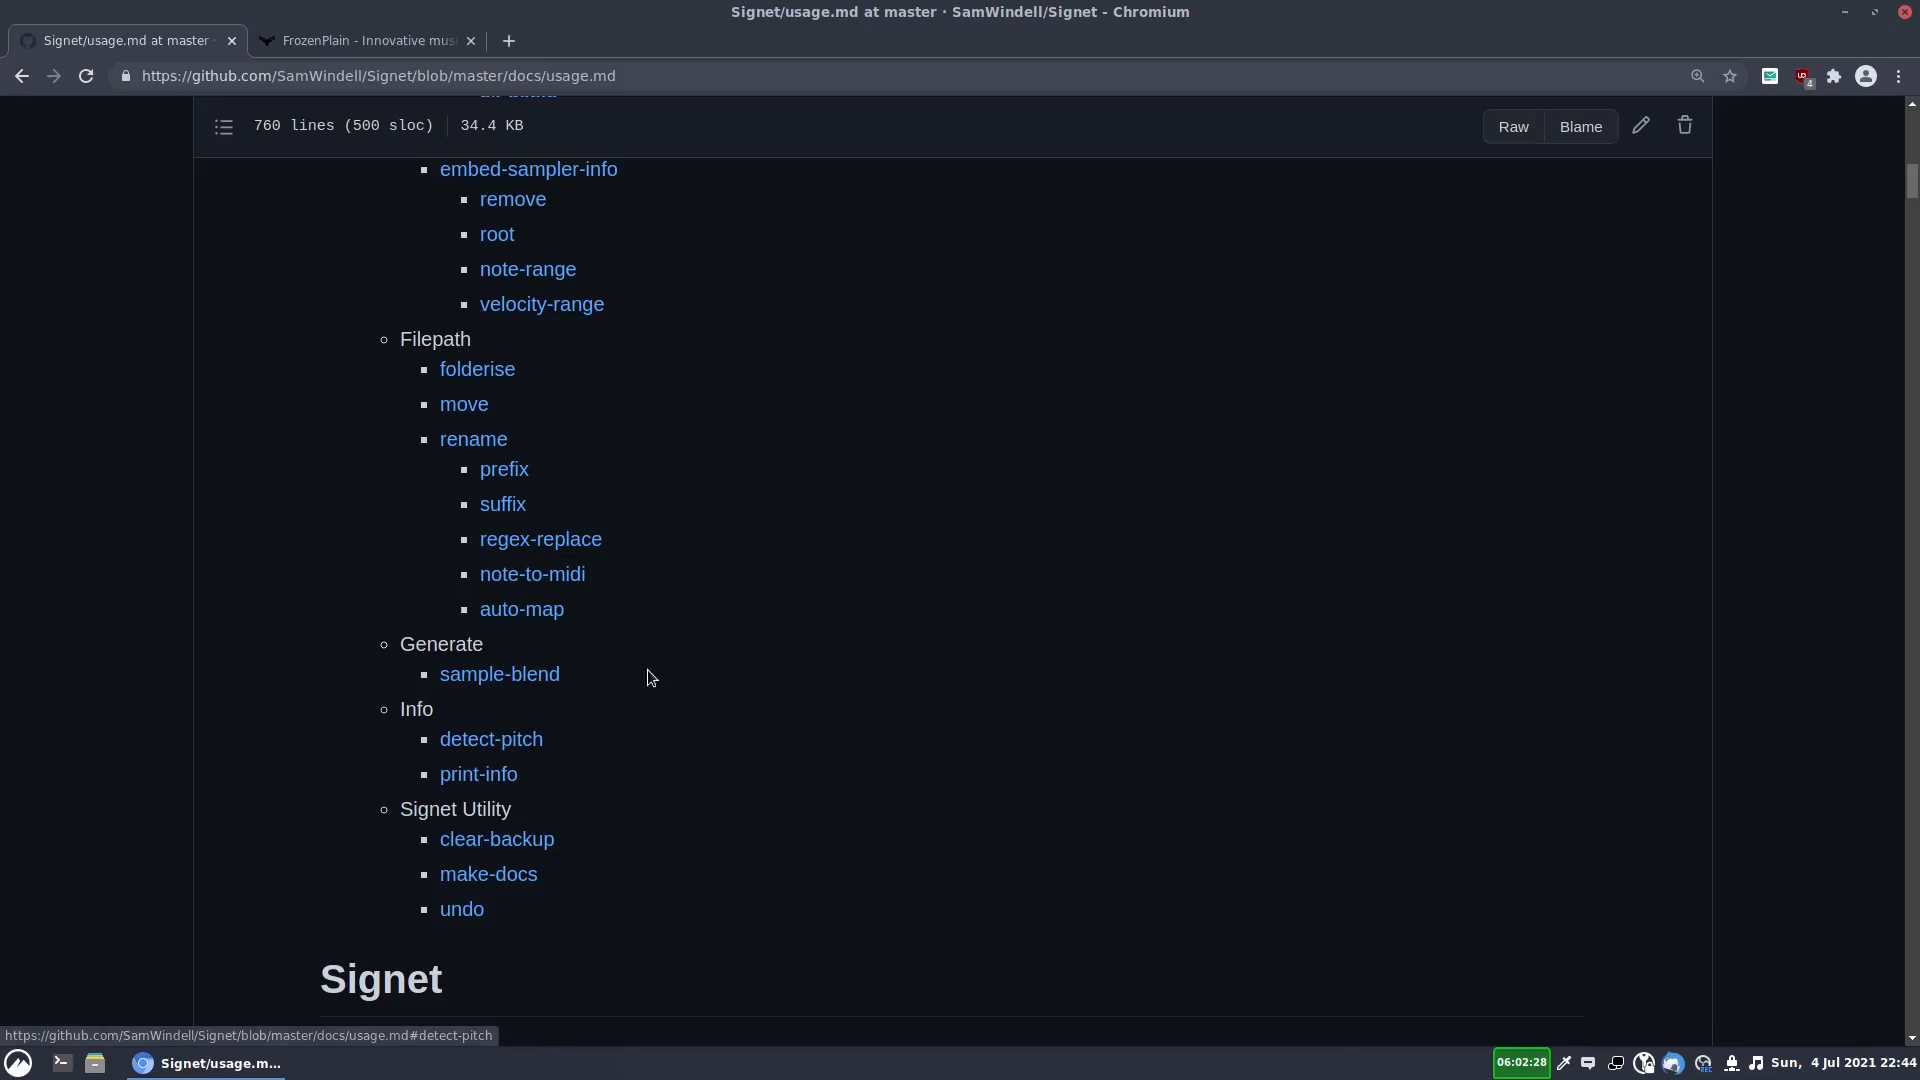 Signet/usage.md at master · SamWindell/Signet - Chromium
Signet/usage.md at master
FrozenPlain - Innovative mus
https://github.com/SamWindell/Signet/blob/master/docs/usage.md
4
760 lines (500 sloc) 34.4 KB
Raw
Blame
embed-sampler-info
remove
root
note-range
velocity-range
Filepath
folderise
move
rename
prefix
suffix
regex-replace
note-to-midi
auto-map
Generate
sample-blend
Info
detect-pitch
print-info
Signet Utility
clear-backup
make-docs
undo
Signet
https://github.com/SamWindell/Signet/blob/master/docs/usage.md#detect-pitch
Signet/usage.m...
06:02:28
REC
Sun, 4 Jul 2021 22:44